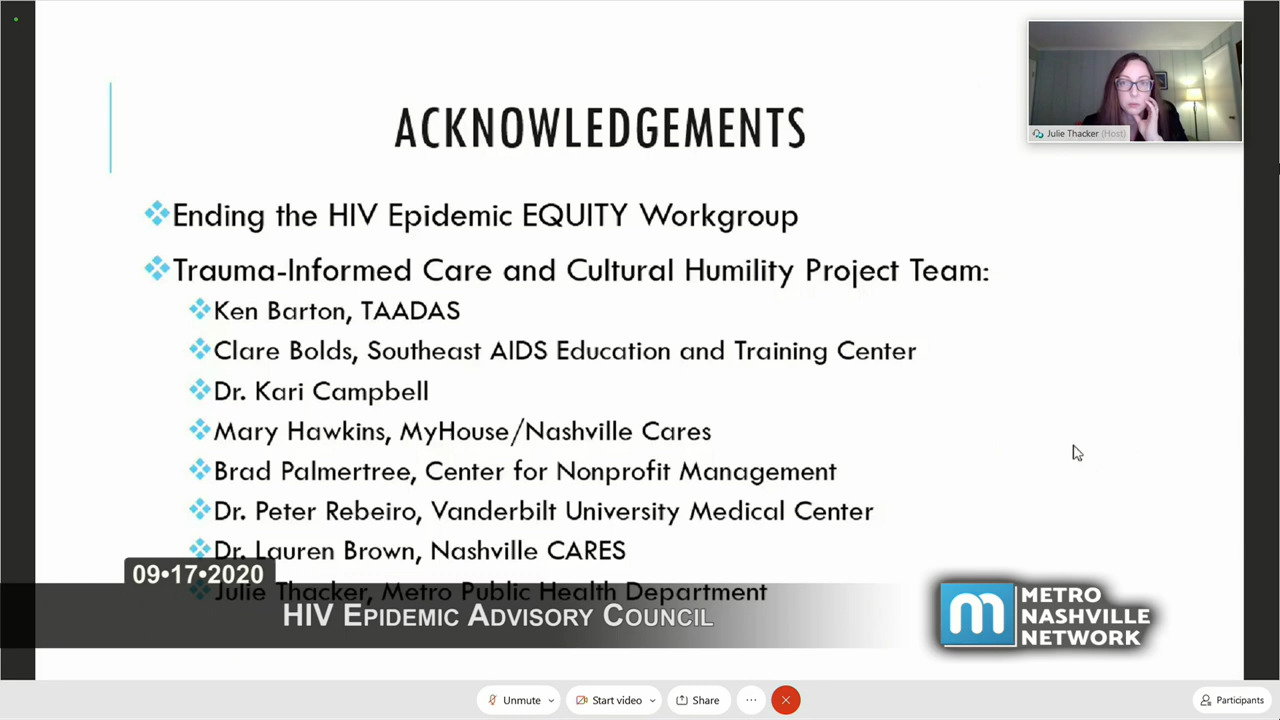 ACKNOWLEDGEMENTS
Julie Thacker (Host)
Ending the HIV Epidemic EQUITY Workgroup
Trauma-Informed Care and Cultural Humility Project Team:
Ken Barton, TAADAS
Clare Bolds, Southeast AIDS Education and Training Center
Dr. Kari Campbell
Mary Hawkins, MyHouse/Nashville Cares
Brad Palmertree, Center for Nonprofit Management
Dr. Peter Rebeiro, Vanderbilt University Medical Center
Dr. Lauren Brown, Nashville CARES
09•17•2020
Julie Thacker, Metro Public Health Department
HIV EPIDEMIC ADVISORY COUNCIL
m METRO
NASHVILLE
NETWORK
Unmute
Start video
Share
Participants